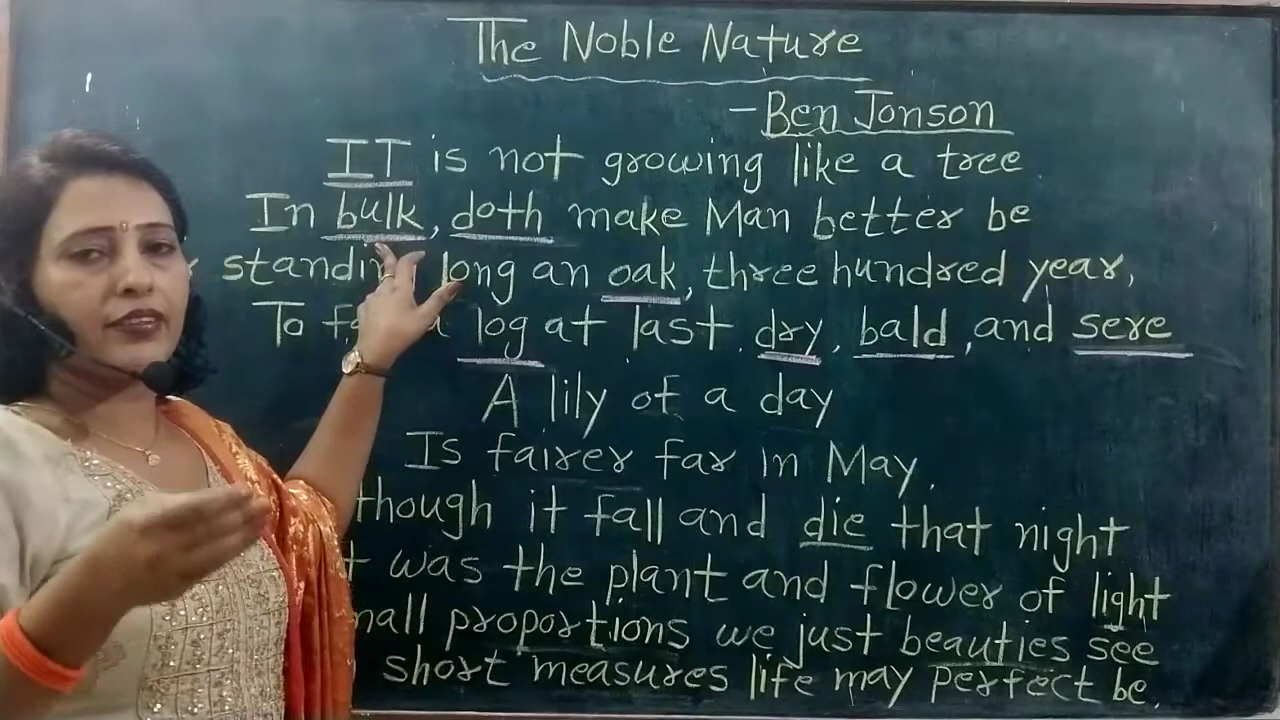 The Noble Nature
- Ben Jonson
IT is not growing like a tree
In bulk, doth make Man better be
standing long an oak, three hundred year,
To a log at last dry, bald, and sere
A lily of a day
Is fairer far in May.
though it fall and die that night
was the plant and flower of light
proportions we just beauties see
short measures life may perfect be.